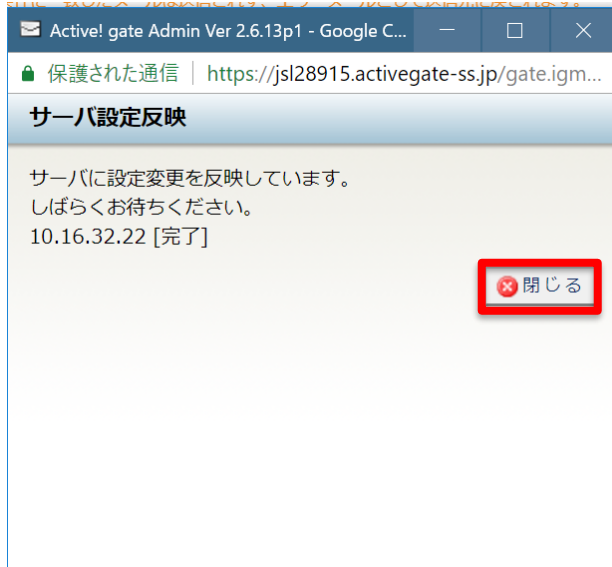 Active! gate Admin Ver 2.6.13p1 - Google C...
保護された通信 | https://jsl28915.activegate-ss.jp/gate.igm...
サーバ設定反映
サーバに設定変更を反映しています。
しばらくお待ちください。
10.16.32.22 [完了]
閉じる